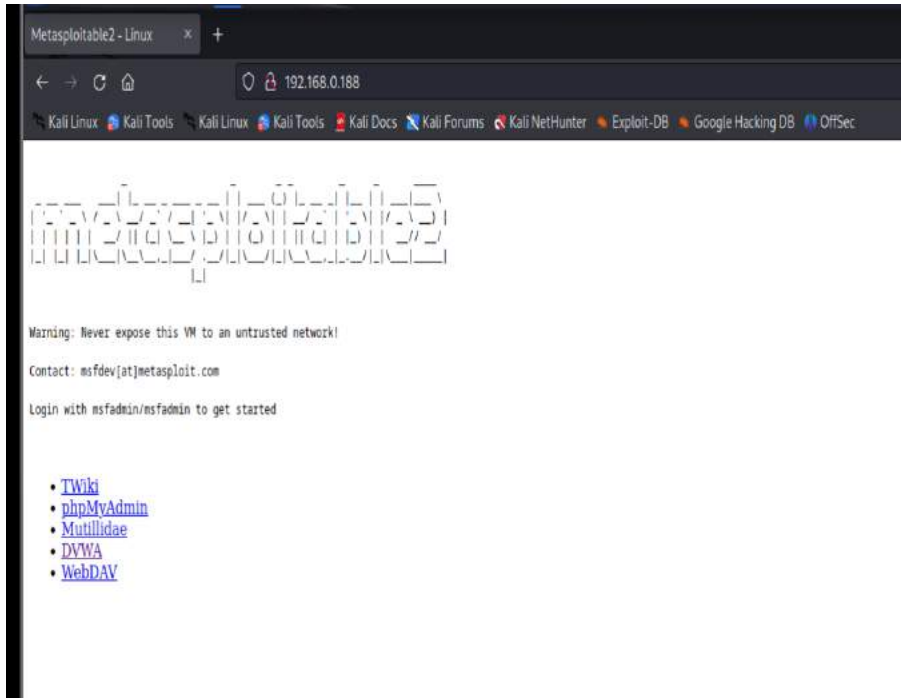 Metasploitable2 - Linux × +
192.168.0.188
Kali Linux Kali Tools Kali Linux Kali Tools Kali Docs Kali Forums Kali NetHunter Exploit-DB Google Hacking DB OffSec
metasploitable2
Warning: Never expose this VM to an untrusted network!
Contact: msfdev[at]metasploit.com
Login with msfadmin/msfadmin to get started
• TWiki
• phpMyAdmin
• Mutillidae
• DVWA
• WebDAV